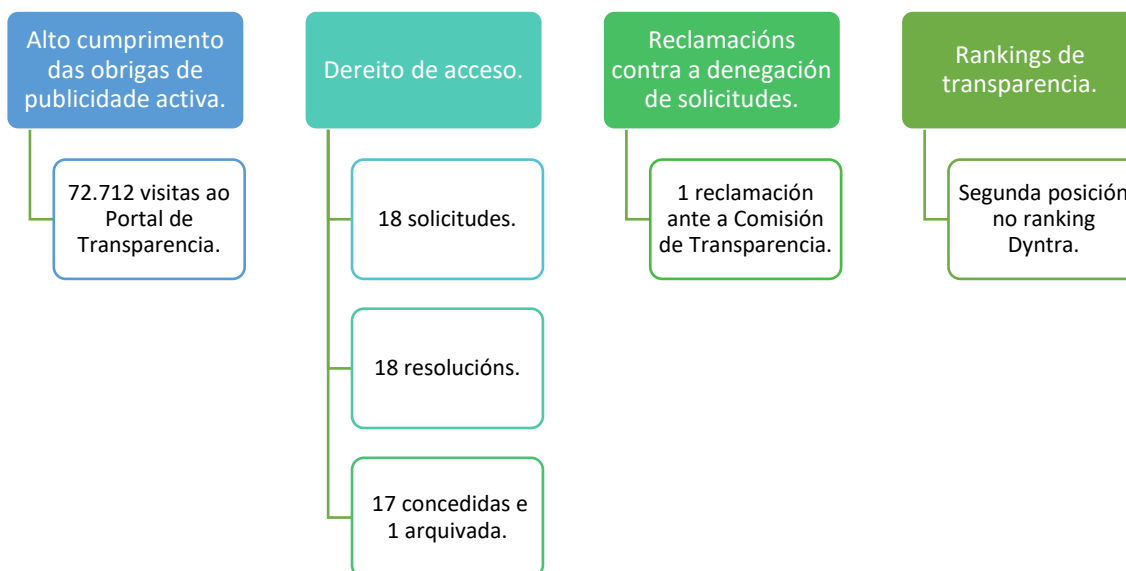 Alto cumprimento
das obrigas de
publicidade activa.
72.712 visitas ao
Portal de
Transparencia.
Dereito de acceso.
18 solicitudes.
18 resolucións.
17 concedidas e
1 arquivada.
Reclamacións
contra a denegación
de solicitudes.
1 reclamación
ante a Comisión
de Transparencia.
Rankings de
transparencia.
Segunda posición
no ranking
Dyntra.